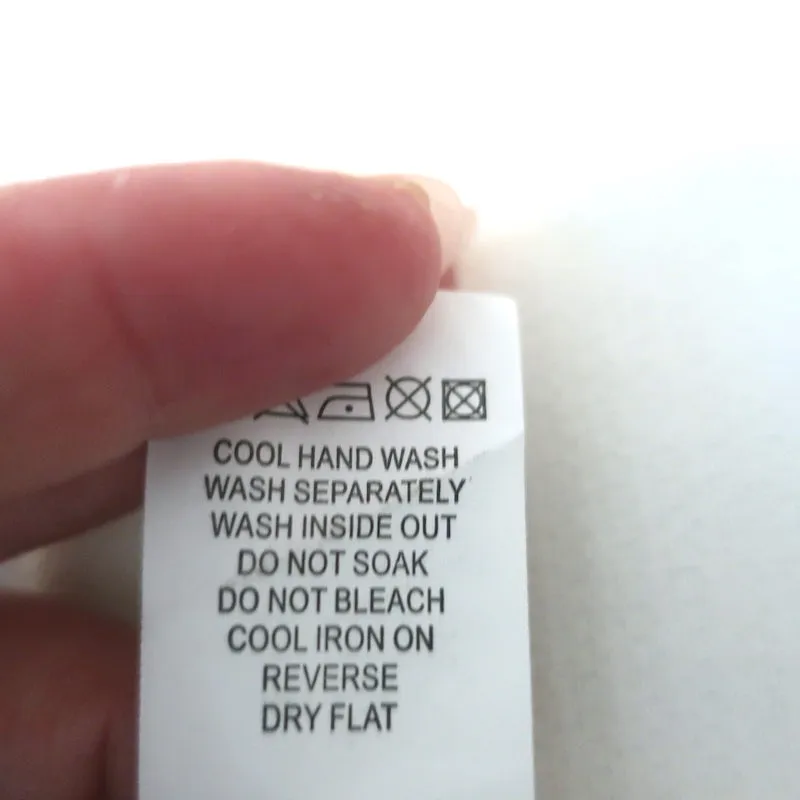 COOL HAND WASH
WASH SEPARATELY
WASH INSIDE OUT
DO NOT SOAK
DO NOT BLEACH
COOL IRON ON
REVERSE
DRY FLAT